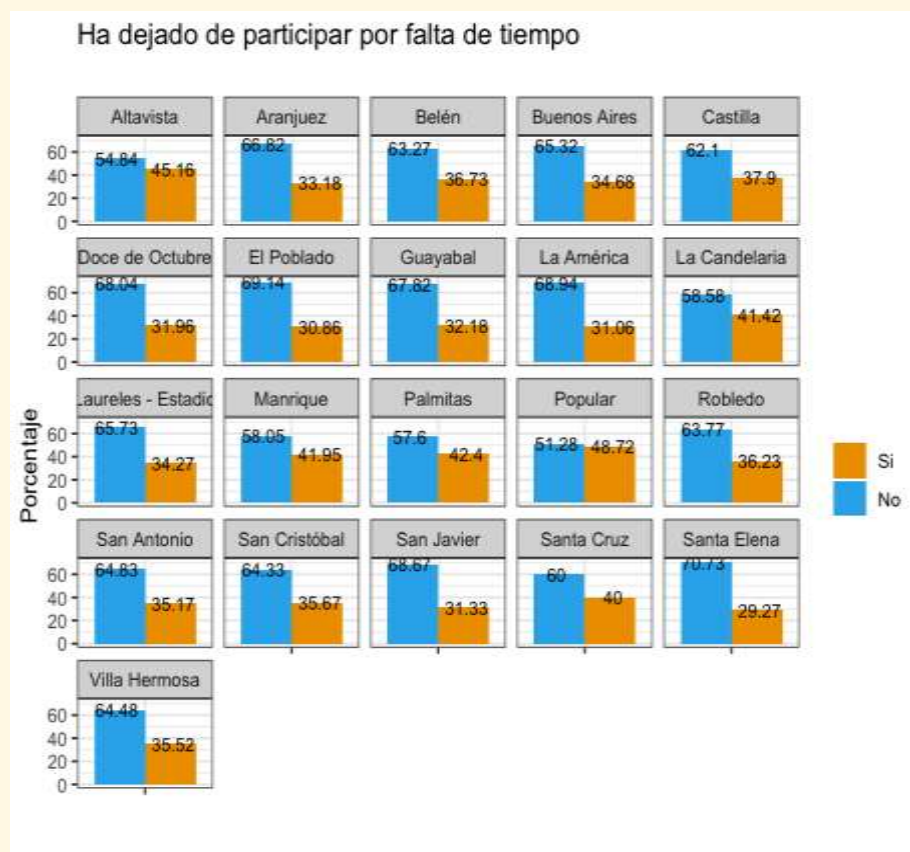 Ha dejado de participar por falta de tiempo
Altavista Aranjuez Belén Buenos Aires Castilla
60 54.84 45.16 66.82 33.18 63.27 36.73 65.32 34.68 62.1 37.9
40
20
0
Doce de Octubre El Poblado Guayabal La América La Candelaria
60 68.04 31.96 69.14 30.86 67.82 32.18 68.94 31.06 58.58 41.42
40
20
0
Laureles - Estadio Manrique Palmitas Popular Robledo
60 65.73 34.27 58.05 41.95 57.6 42.4 51.28 48.72 63.77 36.23
40
20
0
San Antonio San Cristóbal San Javier Santa Cruz Santa Elena
60 64.83 35.17 64.33 35.67 68.67 31.33 60 40 70.73 29.27
40
20
0
Villa Hermosa
60 64.48 35.52
40
20
0
Porcentaje
Si
No